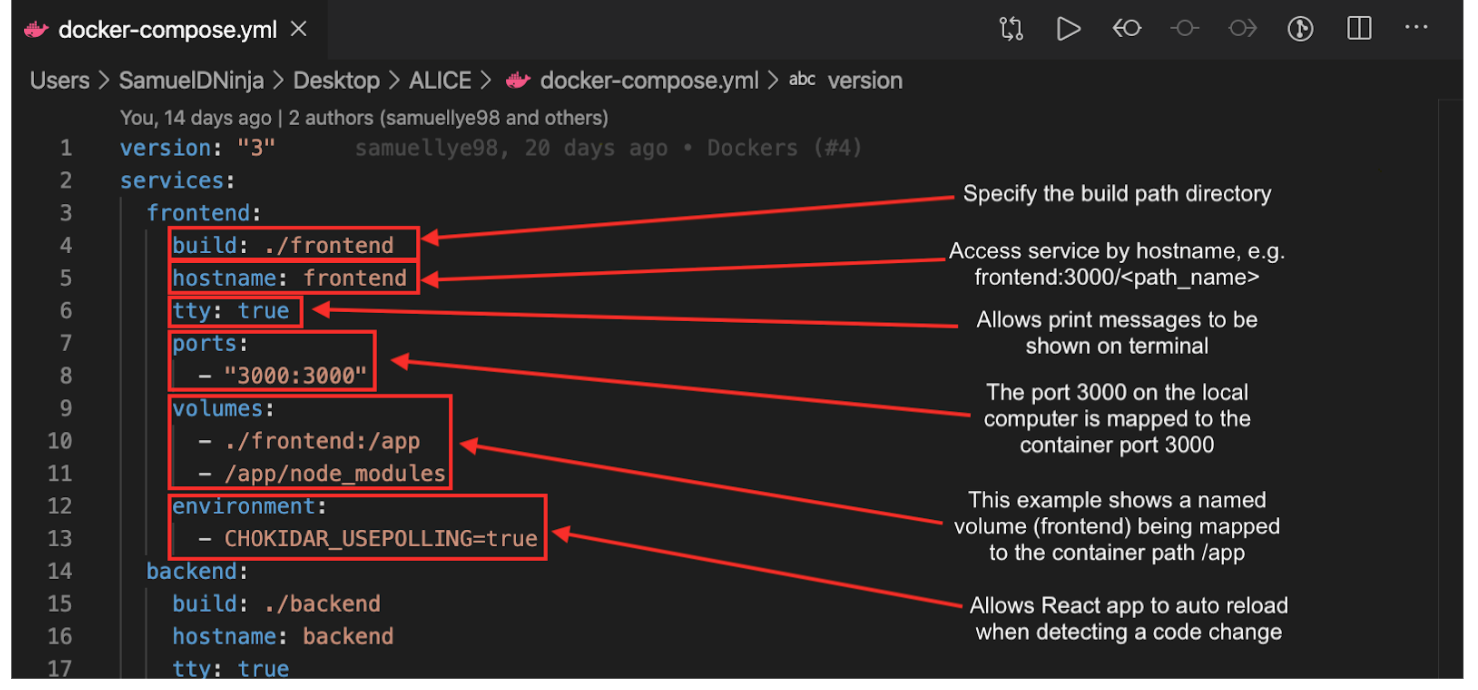 docker-compose.yml
Users > SamuelDNinja > Desktop > ALICE > docker-compose.yml > abc version
You, 14 days ago | 2 authors (samuellye98 and others)
1 version: "3" samuellye98, 20 days ago • Dockers (#4)
2 services:
3 frontend:
4 build: ./frontend
5 hostname: frontend
6 tty: true
7 ports:
8 - "3000:3000"
9 volumes:
10 - ./frontend:/app
11 - /app/node_modules
12 environment:
13 - CHOKIDAR_USEPOLLING=true
14 backend:
15 build: ./backend
16 hostname: backend
17 tty: true
Specify the build path directory
Access service by hostname, e.g.
frontend:3000/<path_name>
Allows print messages to be
shown on terminal
The port 3000 on the local
computer is mapped to the
container port 3000
This example shows a named
volume (frontend) being mapped
to the container path /app
Allows React app to auto reload
when detecting a code change